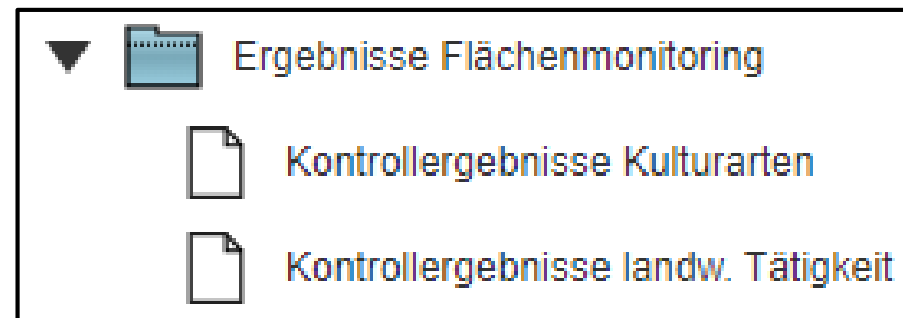 Ergebnisse Flächenmonitoring
Kontrollergebnisse Kulturarten
Kontrollergebnisse landw. Tätigkeit